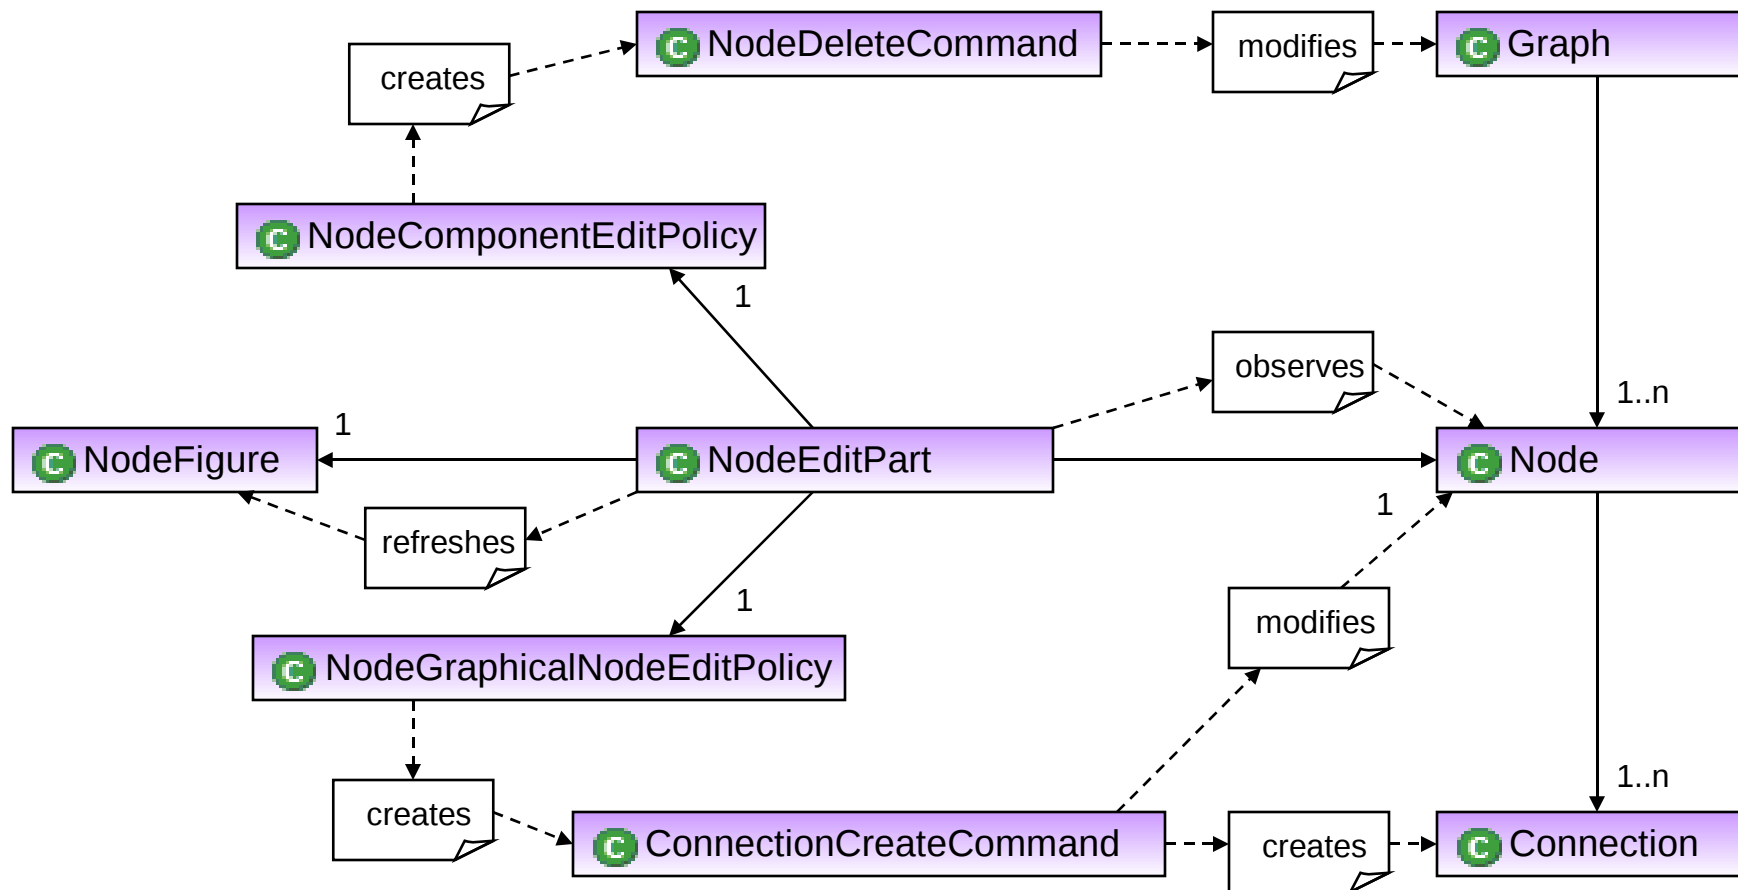 NodeDeleteCommand
modifies
Graph
creates
NodeComponentEditPolicy
1
observes
1..n
1
NodeFigure
NodeEditPart
Node
1
refreshes
1
modifies
NodeGraphicalNodeEditPolicy
1..n
creates
ConnectionCreateCommand
creates
Connection